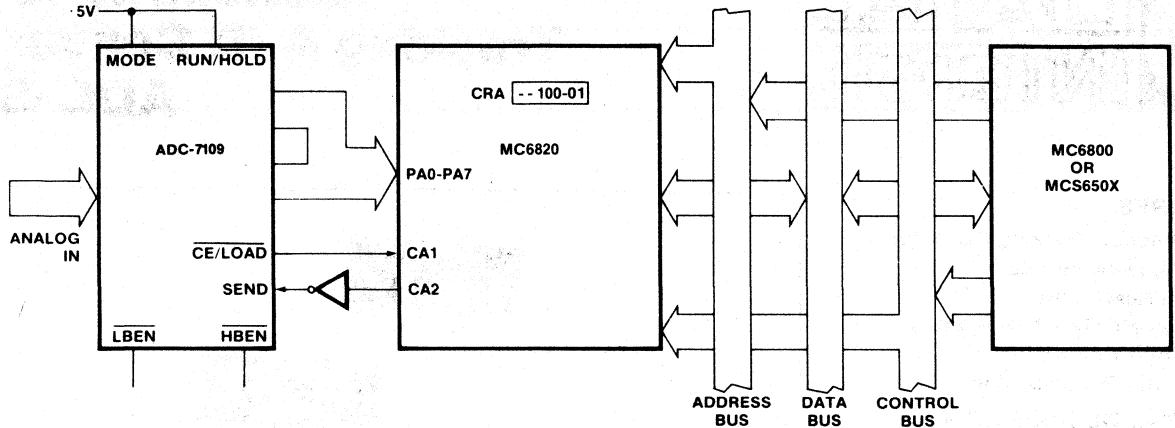 5V
MODE RUN/HOLD
ADC-7109
ANALOG
IN
CE/LOAD
SEND
LBEN HBEN
CRA --100-01
MC6820
PA0-PA7
CA1
CA2
MC6800
OR
MCS650X
ADDRESS
BUS
DATA
BUS
CONTROL
BUS